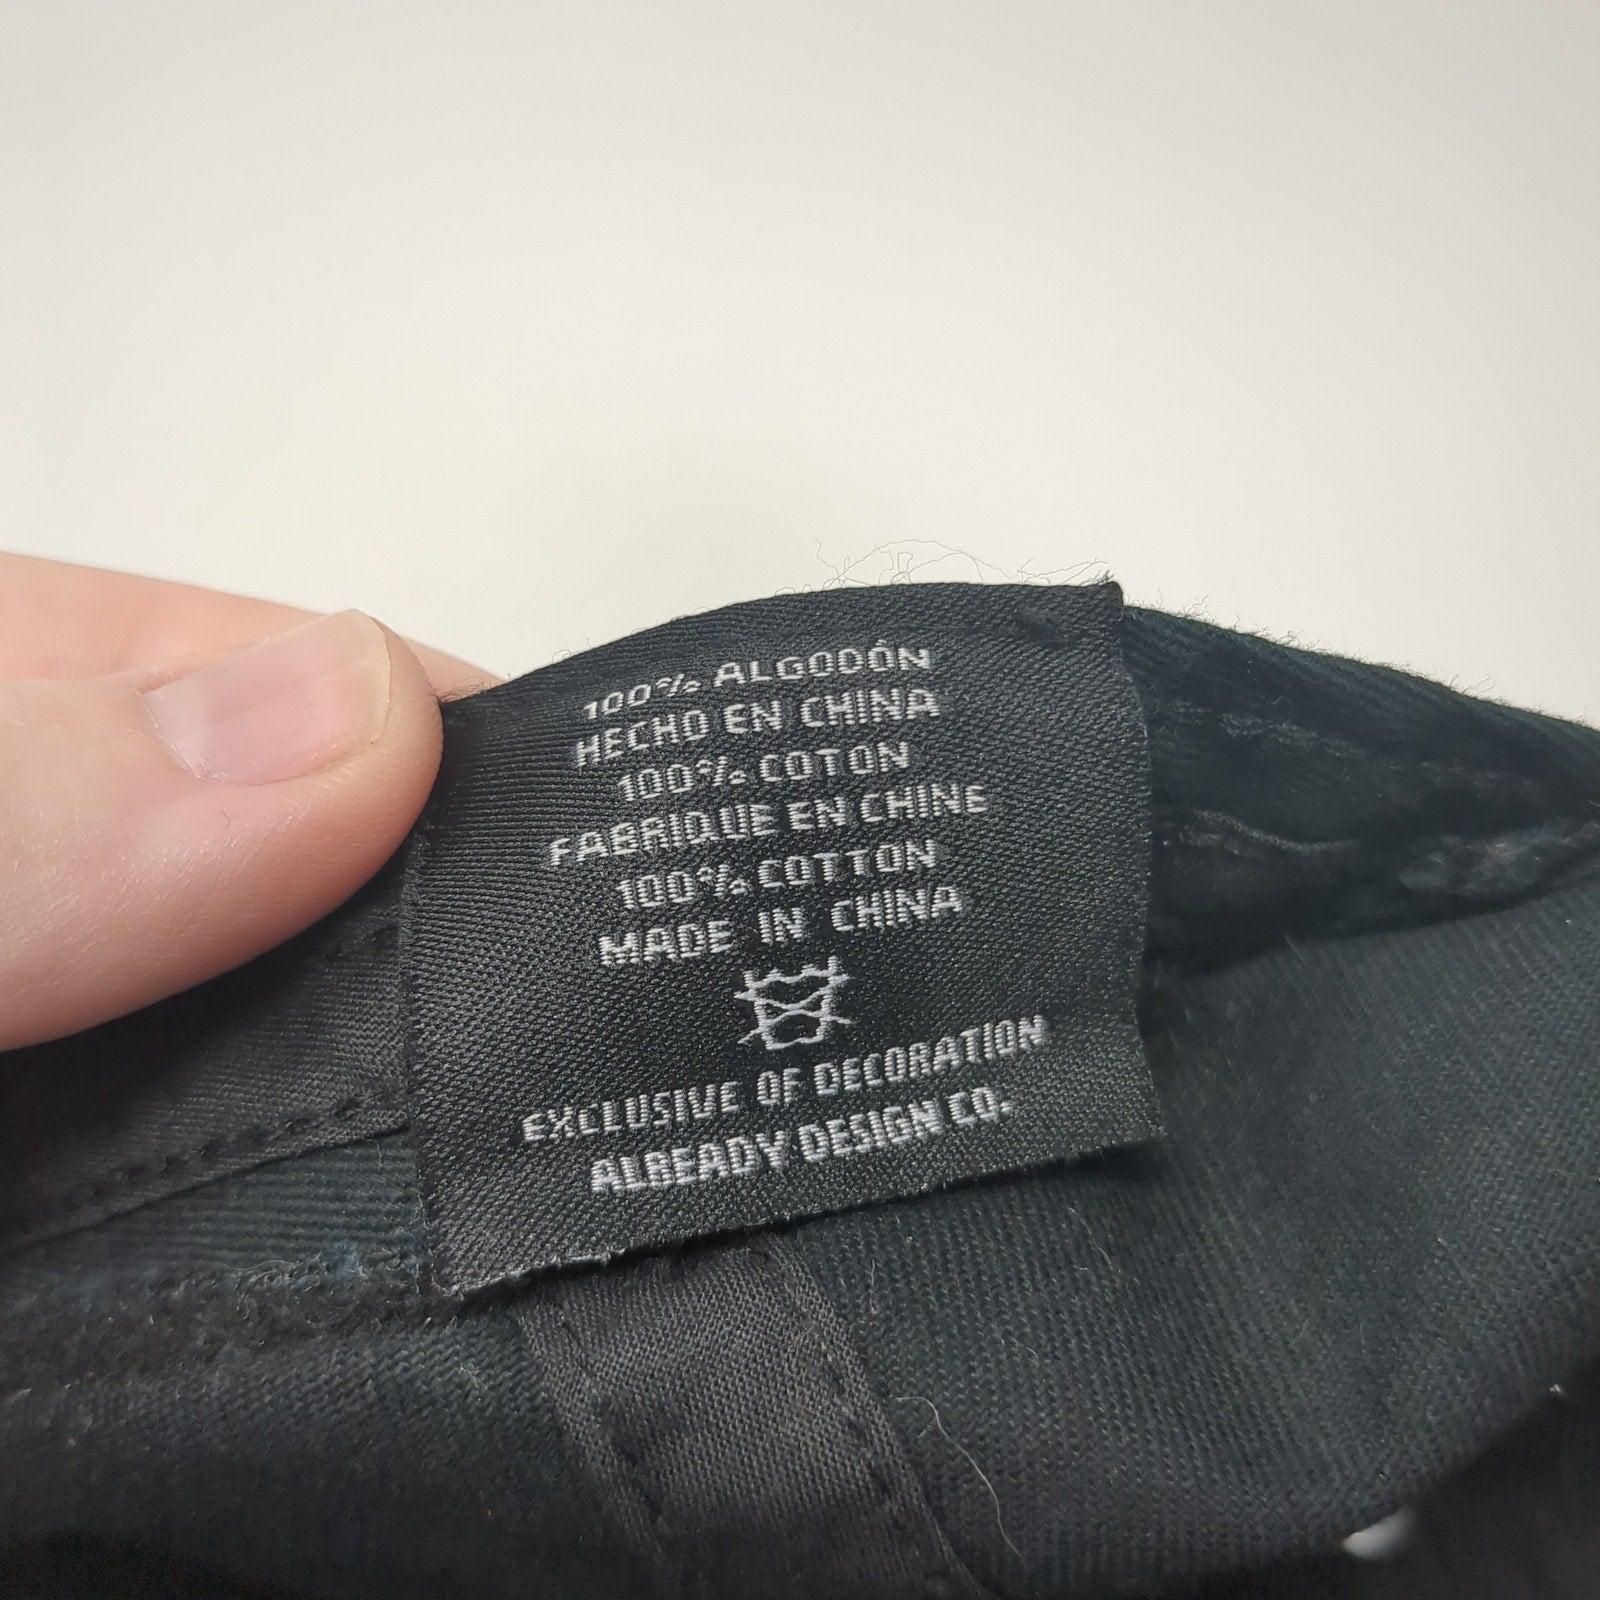 100% ALGODÓN
HECHO EN CHINA
100% COTON
FABRIQUE EN CHINE
100% COTTON
MADE IN CHINA
EXCLUSIVE OF DECORATION
ALREADY DESIGN CO.